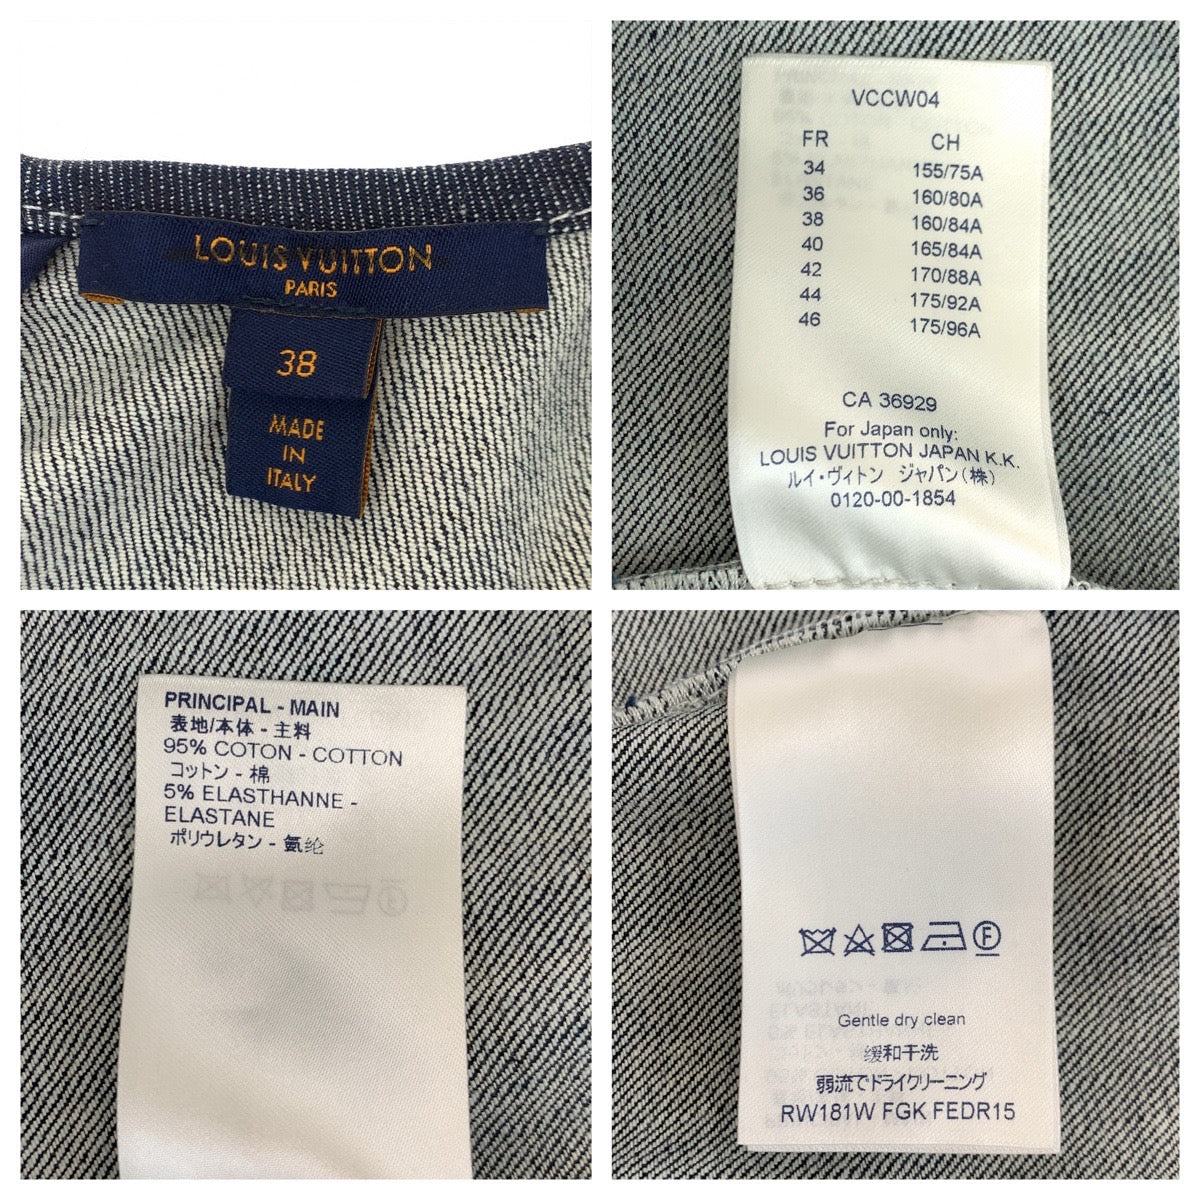 LOUIS VUITTON
PARIS
38
MADE
IN
ITALY
VCCW04
FR CH
34 155/75A
36 160/80A
38 160/84A
40 165/84A
42 170/88A
44 175/92A
46 175/96A
CA 36929
For Japan only:
LOUIS VUITTON JAPAN K.K.
ルイ・ヴィトン ジャパン(株)
0120-00-1854
PRINCIPAL - MAIN
表地/本体 - 主料
95% COTON - COTTON
コットン - 棉
5% ELASTHANNE -
ELASTANE
ポリウレタン - 氨纶
F
Gentle dry clean
缓和干洗
弱流でドライクリーニング
RW181W FGK FEDR15